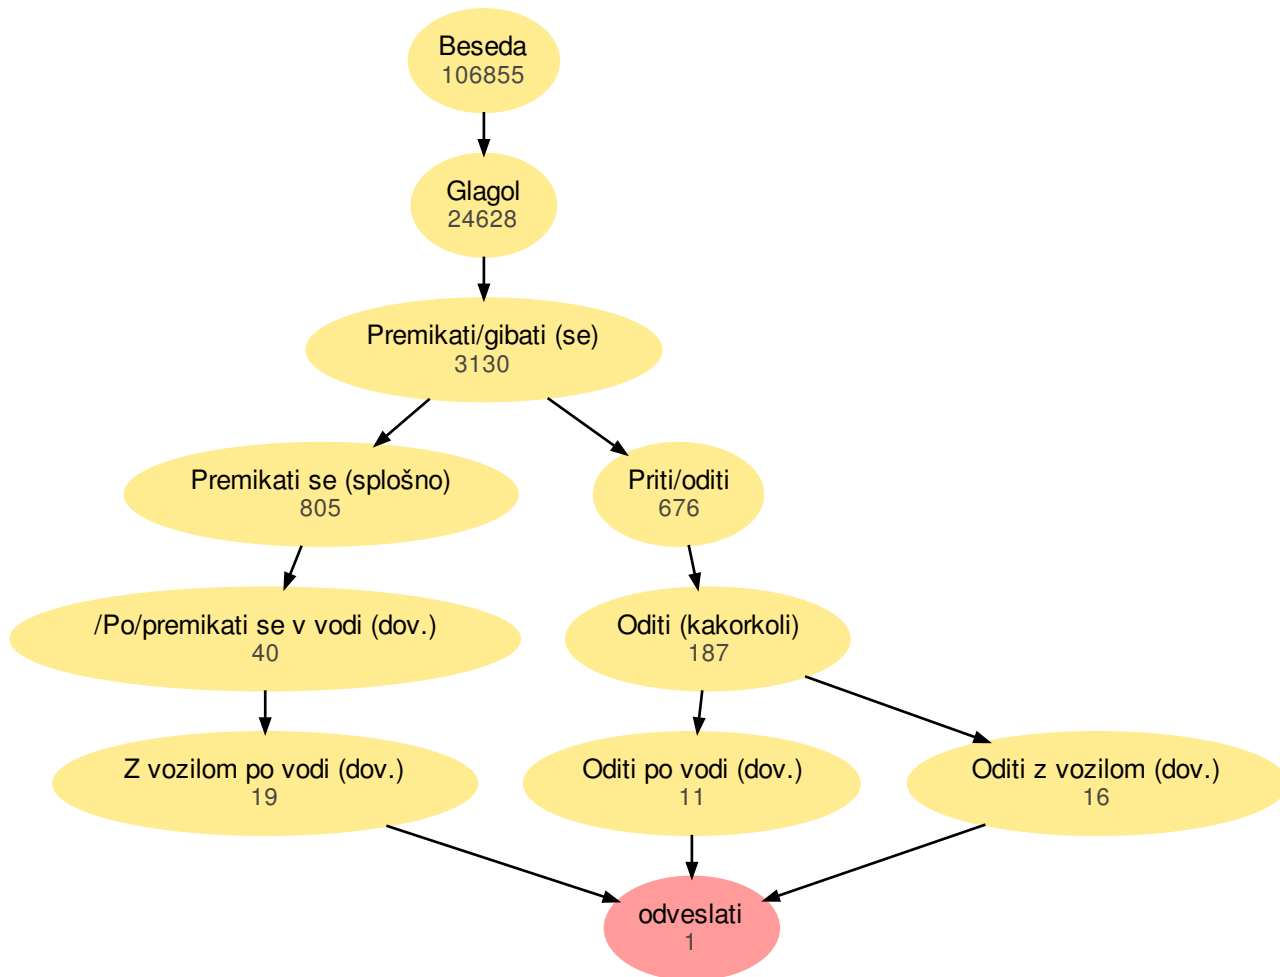 Beseda
106855
Glagol
24628
Premikati/gibati (se)
3130
Premikati se (splošno)
805
Priti/oditi
676
/Po/premikati se v vodi (dov.)
40
Oditi (kakorkoli)
187
Z vozilom po vodi (dov.)
19
Oditi po vodi (dov.)
11
Oditi z vozilom (dov.)
16
odveslati
1